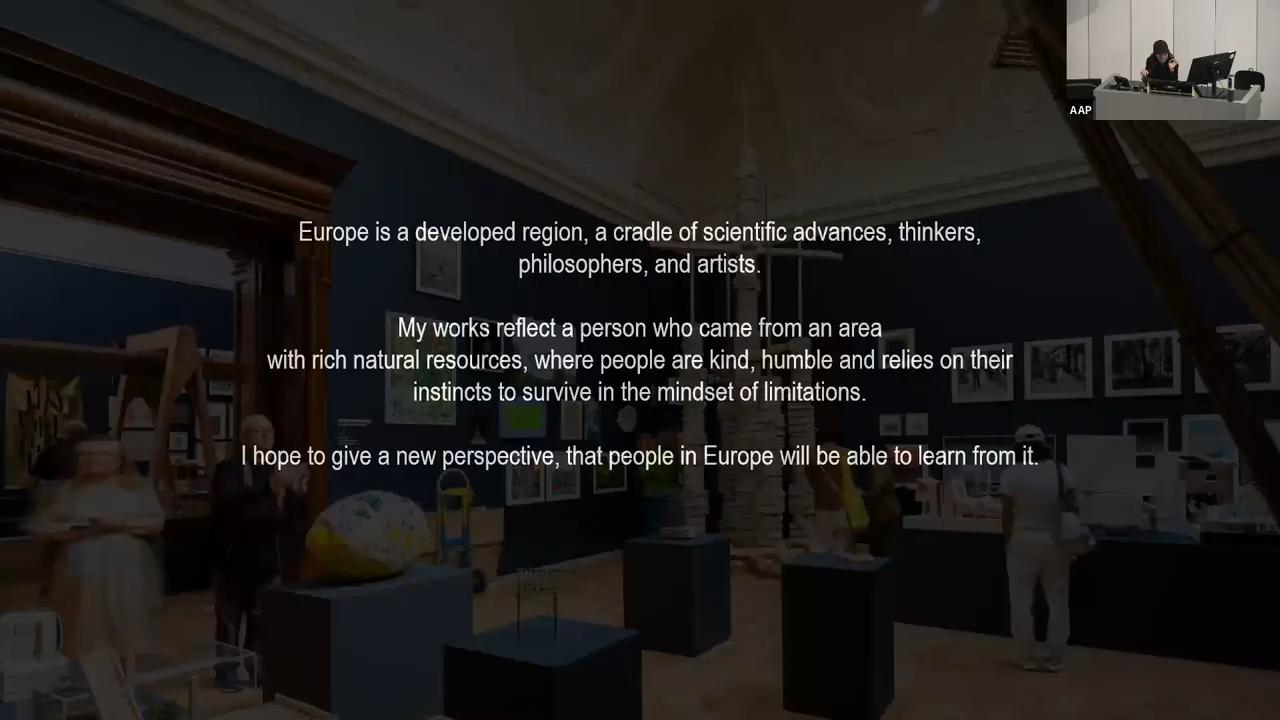 AAP
Europe is a developed region, a cradle of scientific advances, thinkers,
philosophers, and artists.
My works reflect a person who came from an area
with rich natural resources, where people are kind, humble and relies on their
instincts to survive in the mindset of limitations.
I hope to give a new perspective, that people in Europe will be able to learn from it.